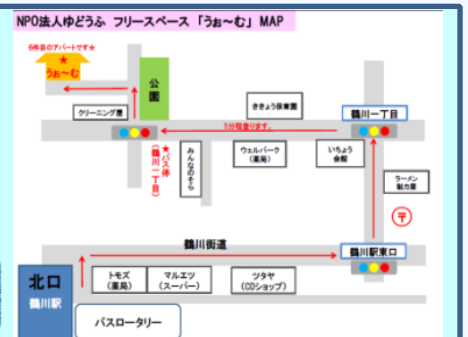 NPO法人ゆどうふ フリースペース「うぉ~む」MAP
6件目のアパートです★
★
うぉ~む
公園
クリーニング屋
ききょう保育園
鶴川一丁目
5分程登ります。
★バス停
(鶴川一丁目)
みんなのそら
ウェルパーク
(薬局)
いちょう
会館
ラーメン
魁力屋
〒
鶴川街道
鶴川駅東口
北口
鶴川駅
トモズ
(薬局)
マルエツ
(スーパー)
ツタヤ
(CDショップ)
バスロータリー